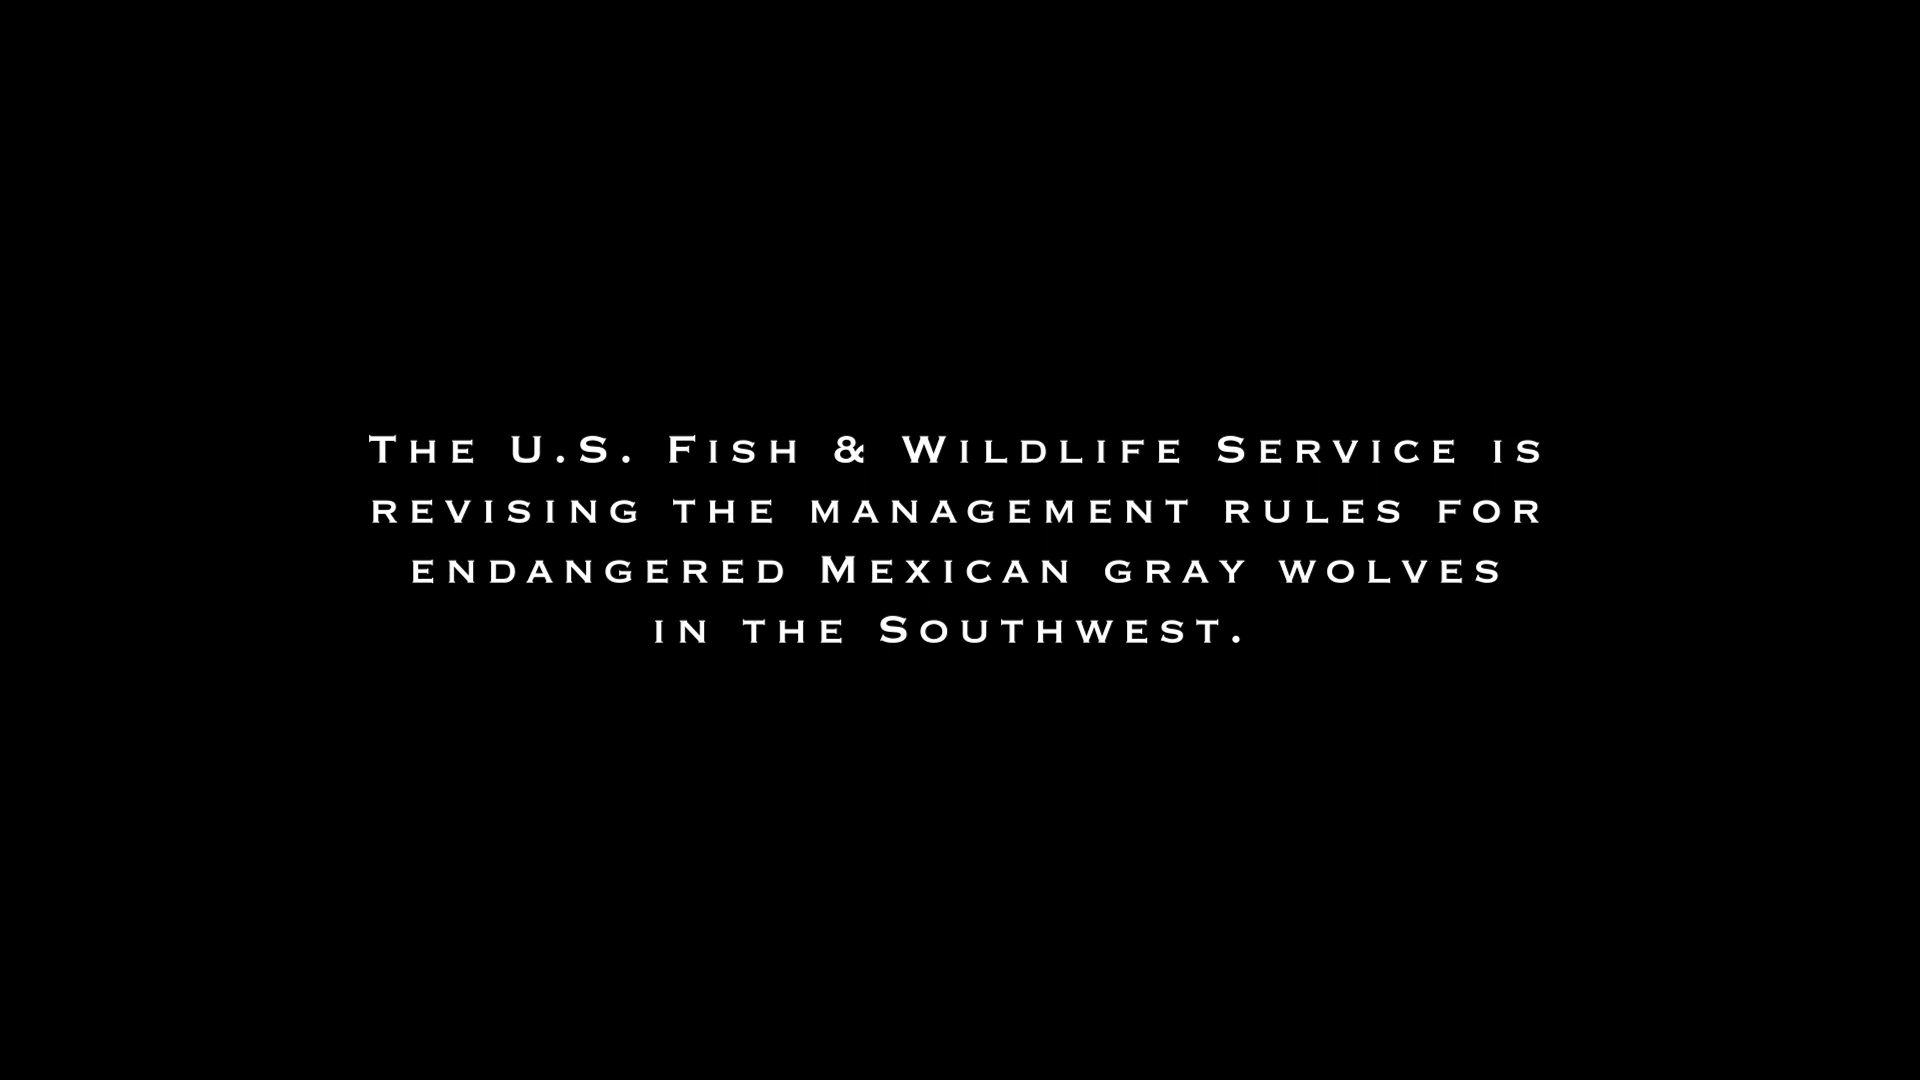 The U.S. Fish & Wildlife Service is
revising the management rules for
endangered Mexican gray wolves
in the Southwest.